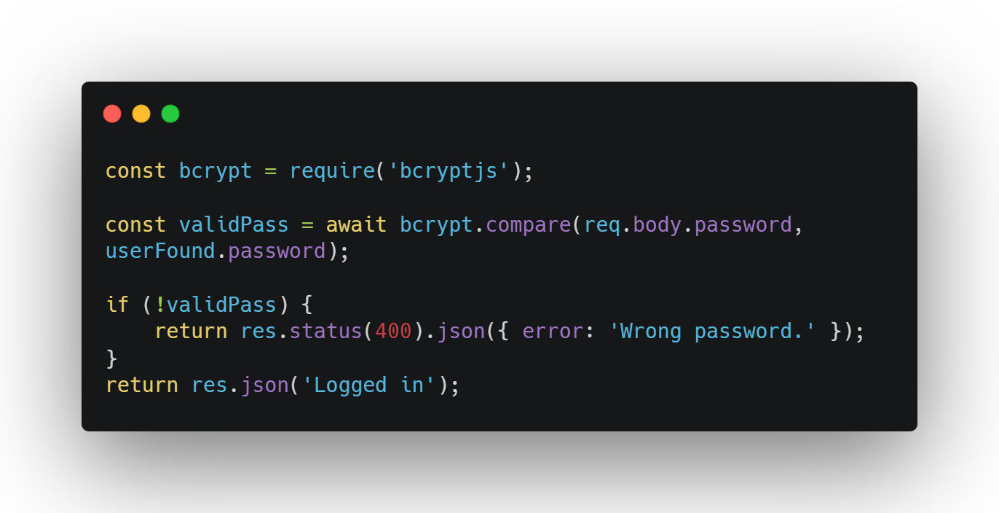 const bcrypt = require('bcryptjs');
const validPass = await bcrypt.compare(req.body.password,
userFound.password);
if (!validPass) {
    return res.status(400).json({ error: 'Wrong password.' });
}
return res.json('Logged in');